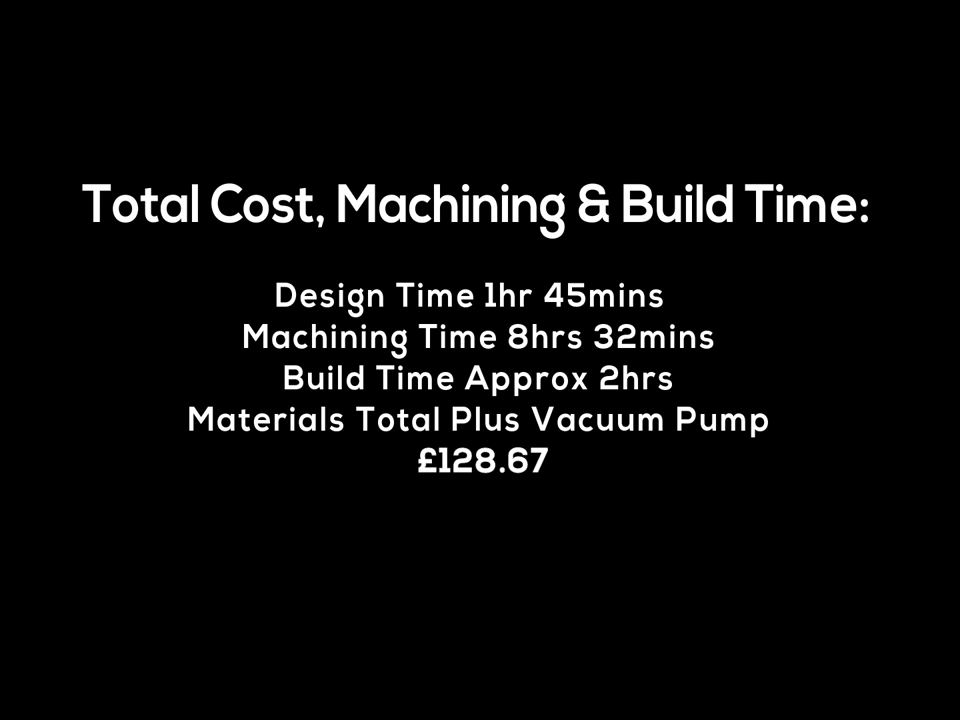 Total Cost, Machining & Build Time:
Design Time 1hr 45mins
Machining Time 8hrs 32mins
Build Time Approx 2hrs
Materials Total Plus Vacuum Pump
£128.67